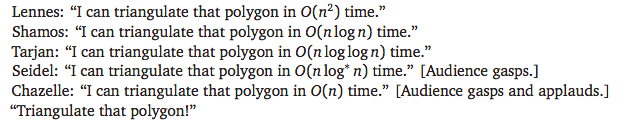 Lennes: “I can triangulate that polygon in O(n²) time.”
Shamos: “I can triangulate that polygon in O(n log n) time.”
Tarjan: “I can triangulate that polygon in O(n log log n) time.”
Seidel: “I can triangulate that polygon in O(n log* n) time.” [Audience gasps.]
Chazelle: “I can triangulate that polygon in O(n) time.” [Audience gasps and applauds.]
“Triangulate that polygon!”